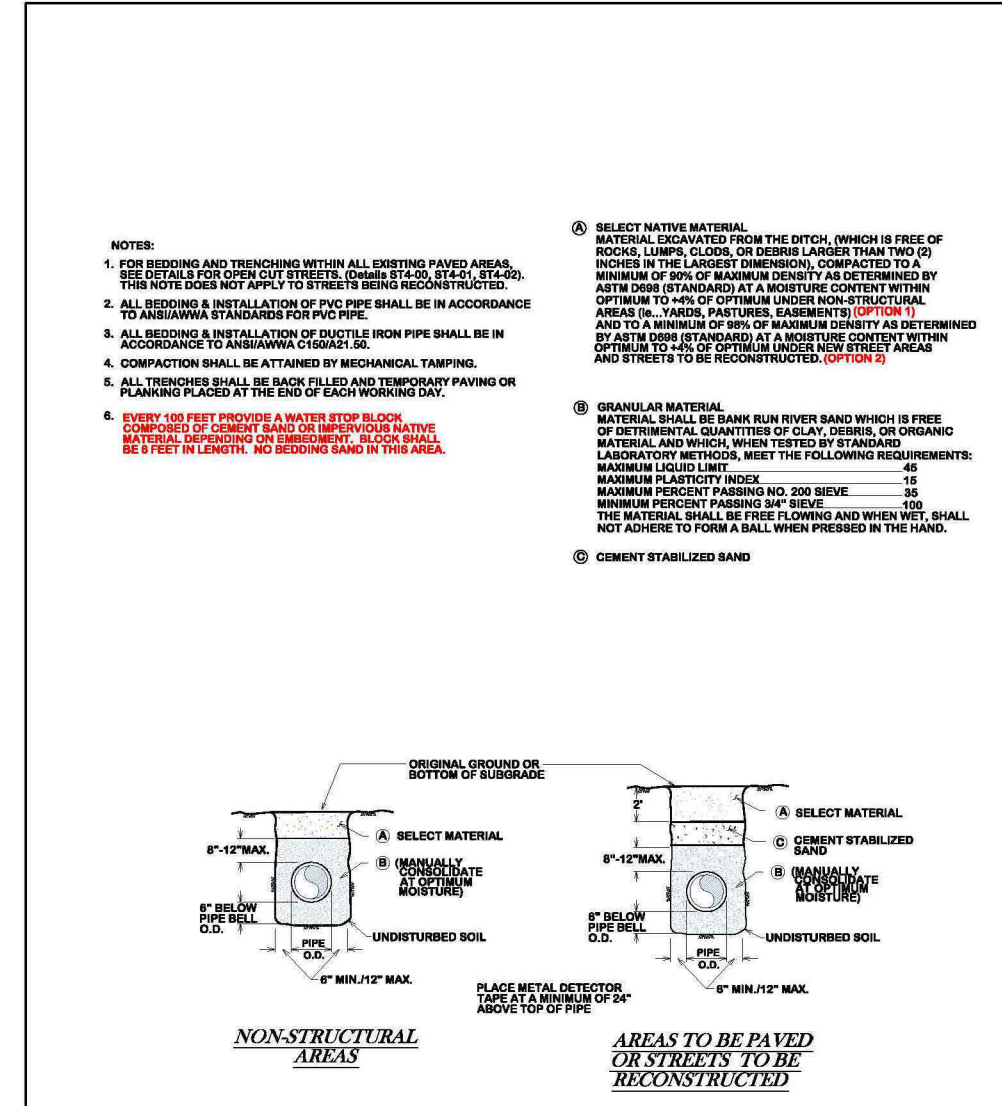 NOTES:
1. FOR BEDDING AND TRENCHING WITHIN ALL EXISTING PAVED AREAS,
SEE DETAILS FOR OPEN CUT STREETS. (Details ST4-00, ST4-01, ST4-02).
THIS NOTE DOES NOT APPLY TO STREETS BEING RECONSTRUCTED.
2. ALL BEDDING & INSTALLATION OF PVC PIPE SHALL BE IN ACCORDANCE
TO ANSI/AWWA STANDARDS FOR PVC PIPE.
3. ALL BEDDING & INSTALLATION OF DUCTILE IRON PIPE SHALL BE IN
ACCORDANCE TO ANSI/AWWA C150/A21.50.
4. COMPACTION SHALL BE ATTAINED BY MECHANICAL TAMPING.
5. ALL TRENCHES SHALL BE BACK FILLED AND TEMPORARY PAVING OR
PLANKING PLACED AT THE END OF EACH WORKING DAY.
6. EVERY 100 FEET PROVIDE A WATER STOP BLOCK
COMPOSED OF CEMENT SAND OR IMPERVIOUS NATIVE
MATERIAL DEPENDING ON EMBEDMENT. BLOCK SHALL
BE 6 FEET IN LENGTH. NO BEDDING SAND IN THIS AREA.
Ⓐ SELECT NATIVE MATERIAL
MATERIAL EXCAVATED FROM THE DITCH, (WHICH IS FREE OF
ROCKS, LUMPS, CLODS, OR DEBRIS LARGER THAN TWO (2)
INCHES IN THE LARGEST DIMENSION), COMPACTED TO A
MINIMUM OF 90% OF MAXIMUM DENSITY AS DETERMINED BY
ASTM D698 (STANDARD) AT A MOISTURE CONTENT WITHIN
OPTIMUM TO +4% OF OPTIMUM UNDER NON-STRUCTURAL
AREAS (ie...YARDS, PASTURES, EASEMENTS) (OPTION 1)
AND TO A MINIMUM OF 98% OF MAXIMUM DENSITY AS DETERMINED
BY ASTM D698 (STANDARD) AT A MOISTURE CONTENT WITHIN
OPTIMUM TO +4% OF OPTIMUM UNDER NEW STREET AREAS
AND STREETS TO BE RECONSTRUCTED. (OPTION 2)
Ⓑ GRANULAR MATERIAL
MATERIAL SHALL BE BANK RUN RIVER SAND WHICH IS FREE
OF DETRIMENTAL QUANTITIES OF CLAY, DEBRIS, OR ORGANIC
MATERIAL AND WHICH, WHEN TESTED BY STANDARD
LABORATORY METHODS, MEET THE FOLLOWING REQUIREMENTS:
MAXIMUM LIQUID LIMIT 45
MAXIMUM PLASTICITY INDEX 15
MAXIMUM PERCENT PASSING NO. 200 SIEVE 35
MINIMUM PERCENT PASSING 3/4" SIEVE 100
THE MATERIAL SHALL BE FREE FLOWING AND WHEN WET, SHALL
NOT ADHERE TO FORM A BALL WHEN PRESSED IN THE HAND.
Ⓒ CEMENT STABILIZED SAND
ORIGINAL GROUND OR
BOTTOM OF SUBGRADE
Ⓐ SELECT MATERIAL
8"-12"MAX.
Ⓑ (MANUALLY
CONSOLIDATE
AT OPTIMUM
MOISTURE)
6" BELOW
PIPE BELL
O.D.
UNDISTURBED SOIL
PIPE
O.D.
6" MIN./12" MAX.
NON-STRUCTURAL
AREAS
2'
Ⓐ SELECT MATERIAL
Ⓒ CEMENT STABILIZED
SAND
8"-12"MAX.
Ⓑ (MANUALLY
CONSOLIDATE
AT OPTIMUM
MOISTURE)
6" BELOW
PIPE BELL
O.D.
UNDISTURBED SOIL
PIPE
O.D.
6" MIN./12" MAX.
PLACE METAL DETECTOR
TAPE AT A MINIMUM OF 24"
ABOVE TOP OF PIPE
AREAS TO BE PAVED
OR STREETS TO BE
RECONSTRUCTED